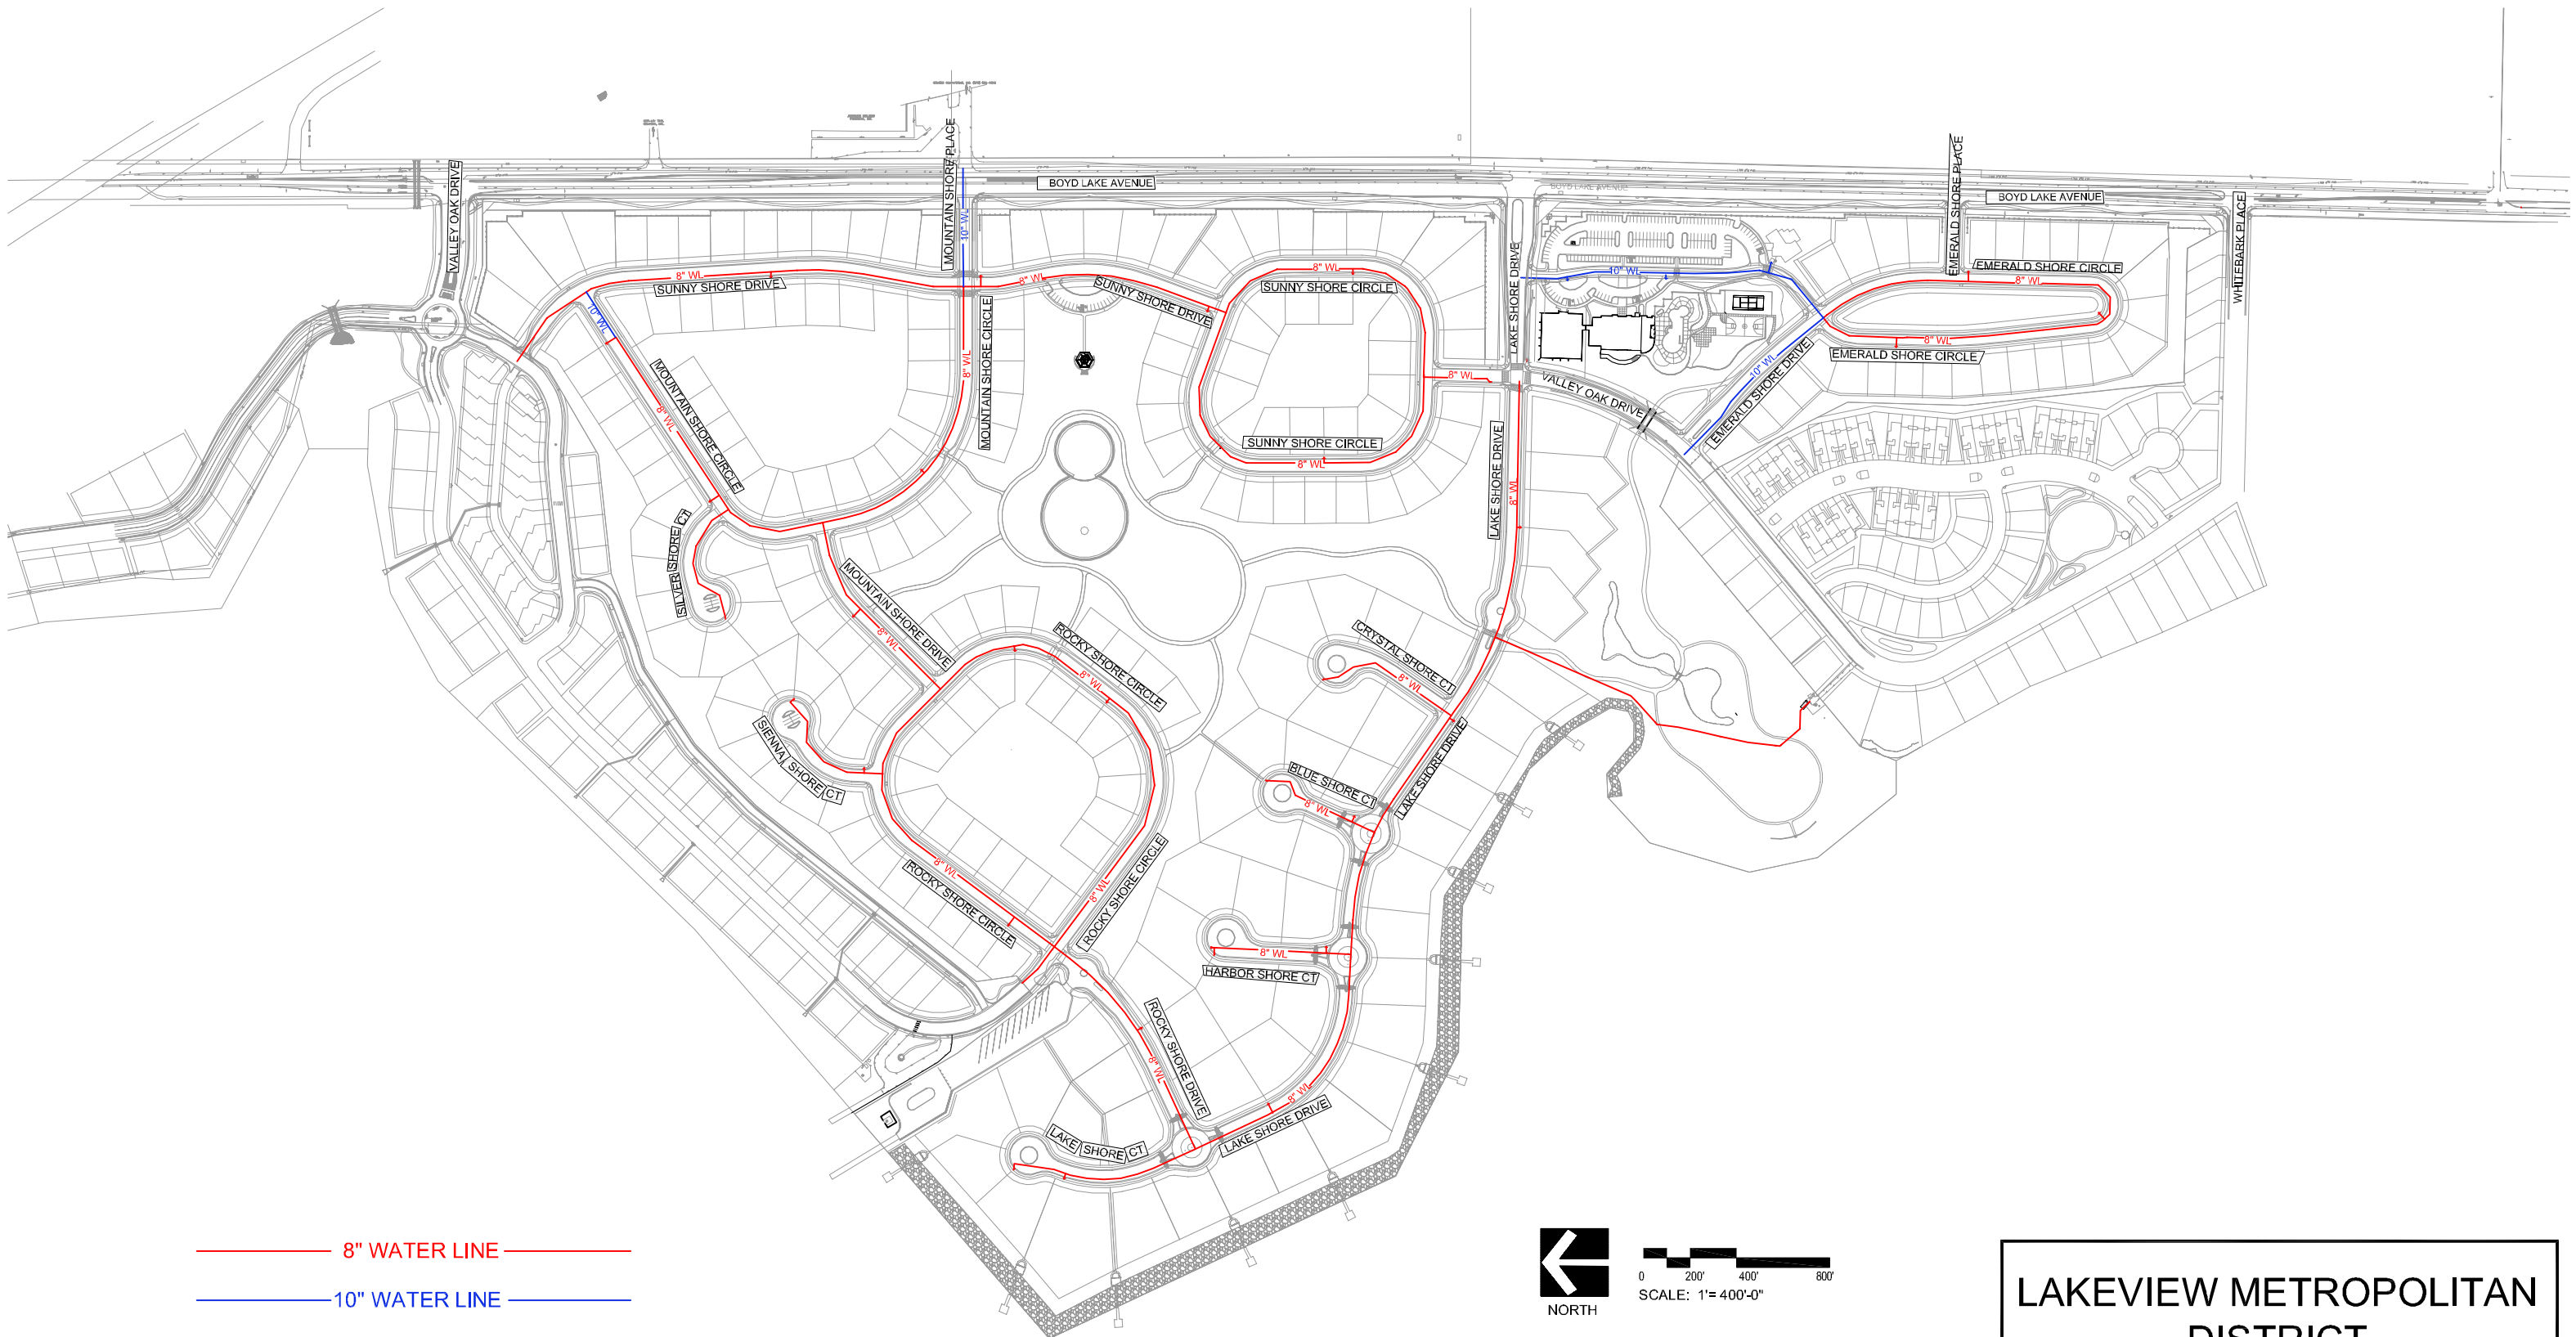 MOUNTAIN SHORE PLACE
EMERALD SHORE PLACE
VALLEY OAK DRIVE
BOYD LAKE AVENUE
BOYD LAKE AVENUE
BOYD LAKE AVENUE
WHITEBARK PLACE
10" WL
LAKE SHORE DRIVE
8" WL
SUNNY SHORE DRIVE
8" WL
SUNNY SHORE DRIVE
8" WL
SUNNY SHORE CIRCLE
10" WL
EMERALD SHORE CIRCLE
8" WL
10" WL
MOUNTAIN SHORE CIRCLE
8" WL
8" WL
EMERALD SHORE CIRCLE
MOUNTAIN SHORE CIRCLE
8" WL
8" WL
VALLEY OAK DRIVE
10" WL
EMERALD SHORE DRIVE
SUNNY SHORE CIRCLE
8" WL
LAKE SHORE DRIVE
8" WL
SILVER SHORE CT
MOUNTAIN SHORE DRIVE
8" WL
ROCKY SHORE CIRCLE
8" WL
CRYSTAL SHORE CT
8" WL
SIENNA SHORE CT
LAKE SHORE DRIVE
BLUE SHORE CT
8" WL
8" WL
ROCKY SHORE CIRCLE
8" WL
ROCKY SHORE CIRCLE
8" WL
HARBOR SHORE CT
ROCKY SHORE DRIVE
8" WL
8" WL
LAKE SHORE DRIVE
LAKE SHORE CT
8" WATER LINE
10" WATER LINE
NORTH
0 200' 400' 800'
SCALE: 1"= 400'-0"
LAKEVIEW METROPOLITAN
DISTRICT